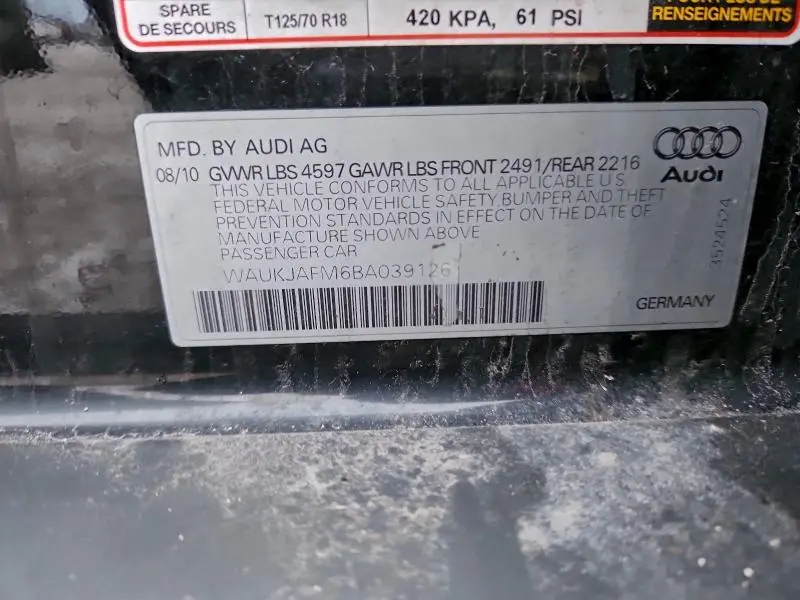 SPARE
DE SECOURS
T125/70 R18
420 KPA, 61 PSI
RENSEIGNEMENTS
MFD. BY AUDI AG
08/10 GVWR LBS 4597 GAWR LBS FRONT 2491/REAR 2216
THIS VEHICLE CONFORMS TO ALL APPLICABLE U.S.
FEDERAL MOTOR VEHICLE SAFETY, BUMPER AND THEFT
PREVENTION STANDARDS IN EFFECT ON THE DATE OF
MANUFACTURE SHOWN ABOVE
PASSENGER CAR
WAUKJAFM6BA039126
Audi
3524524
GERMANY